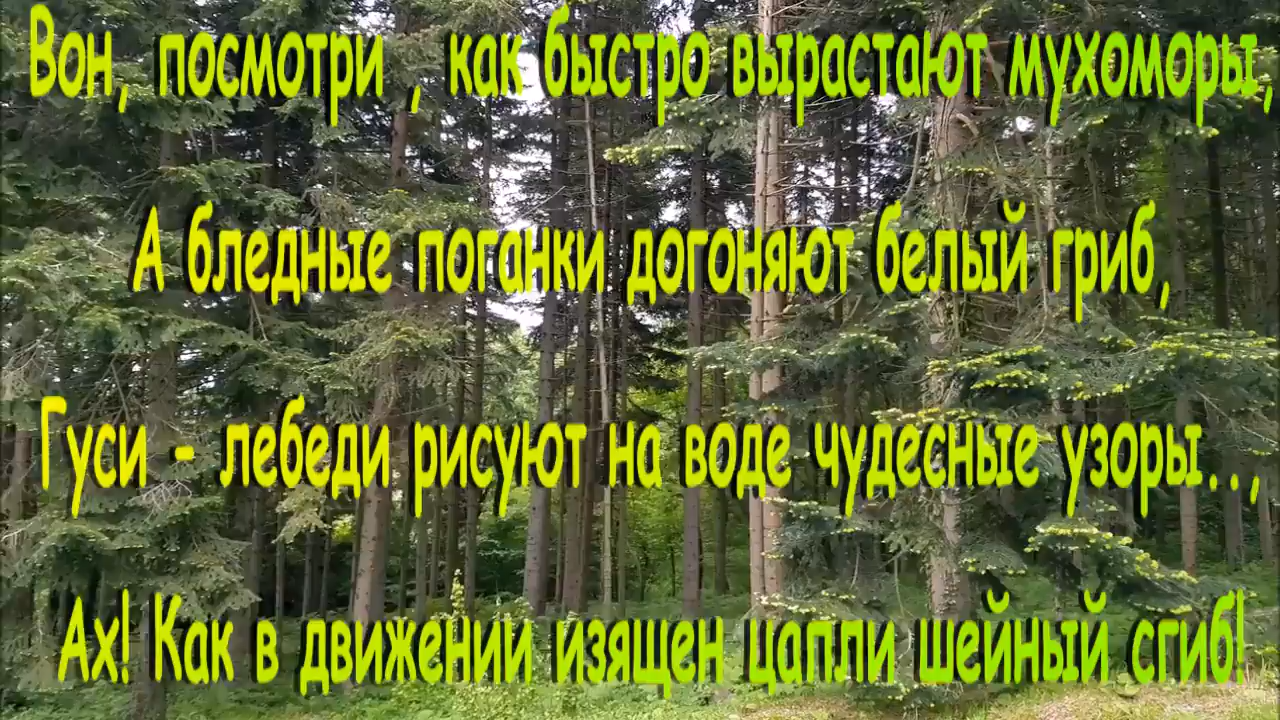 Вон, посмотри , как быстро вырастают мухоморы,
А бледные поганки догоняют белый гриб,
Гуси - лебеди рисуют на воде чудесные узоры..,
Ах! Как в движении изящен цапли шейный сгиб!